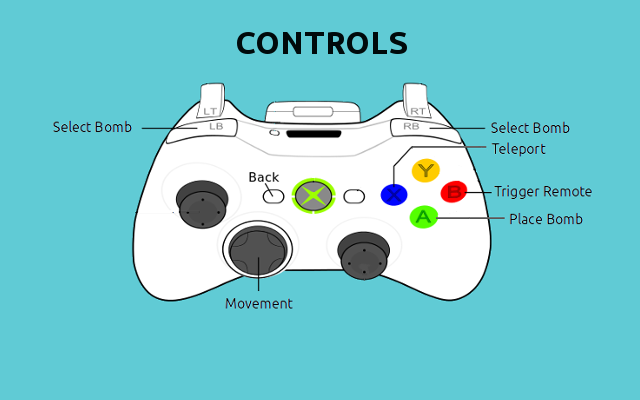 CONTROLS
LT
RT
Select Bomb
LB
RB
Select Bomb
Teleport
Y
Back
X
B
Trigger Remote
A
Place Bomb
Movement